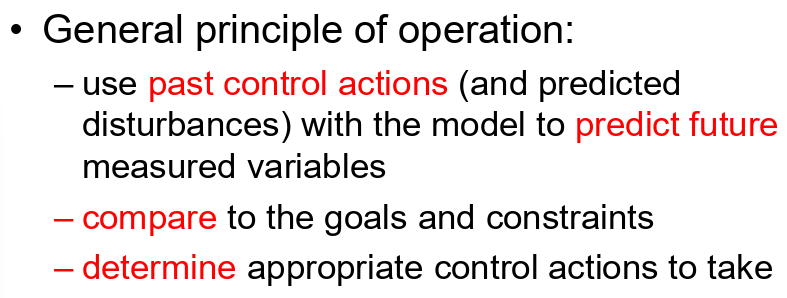 • General principle of operation:
– use past control actions (and predicted
disturbances) with the model to predict future
measured variables
– compare to the goals and constraints
– determine appropriate control actions to take